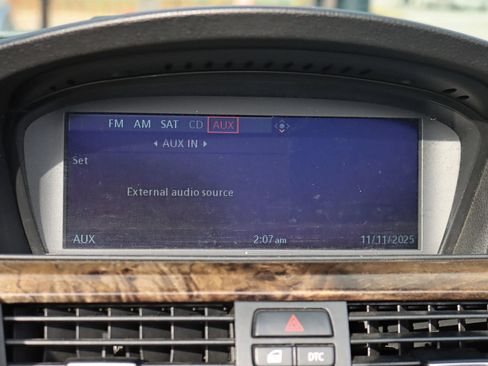 FM AM SAT CD AUX
AUX IN
Set
External audio source
AUX 2:07 am 11/11/2025
DTC